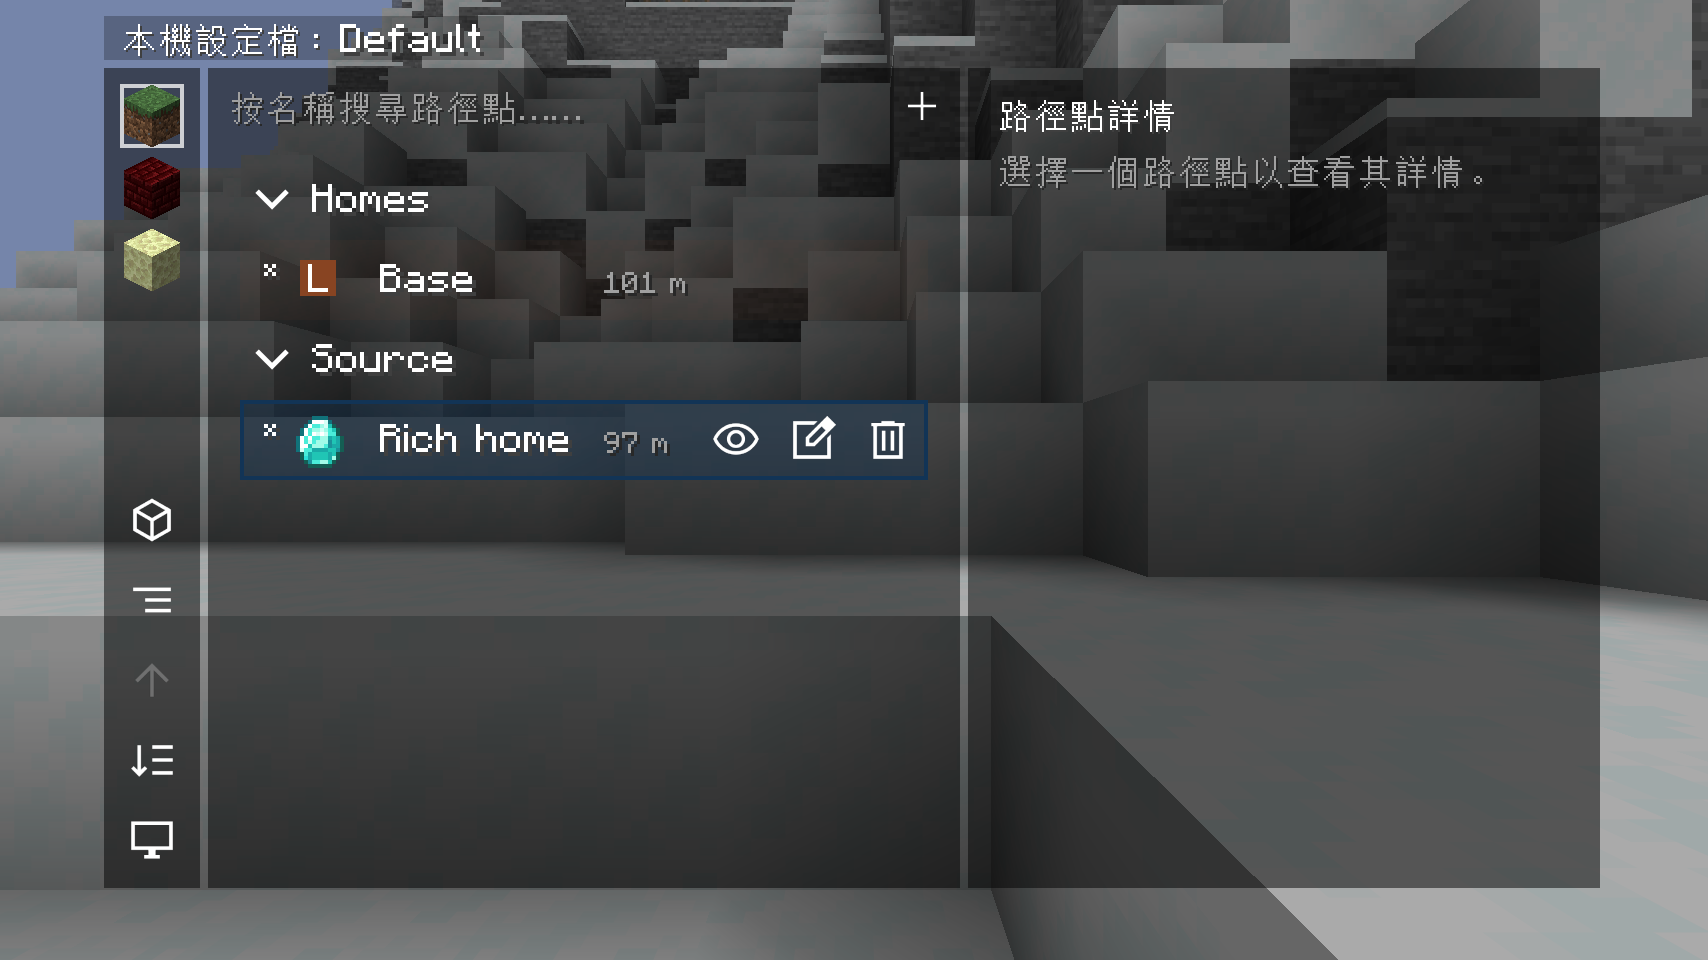 本機設定檔：Default
按名稱搜尋路徑點……
Homes
L Base 101 m
Source
Rich home 97 m
路徑點詳情
選擇一個路徑點以查看其詳情。